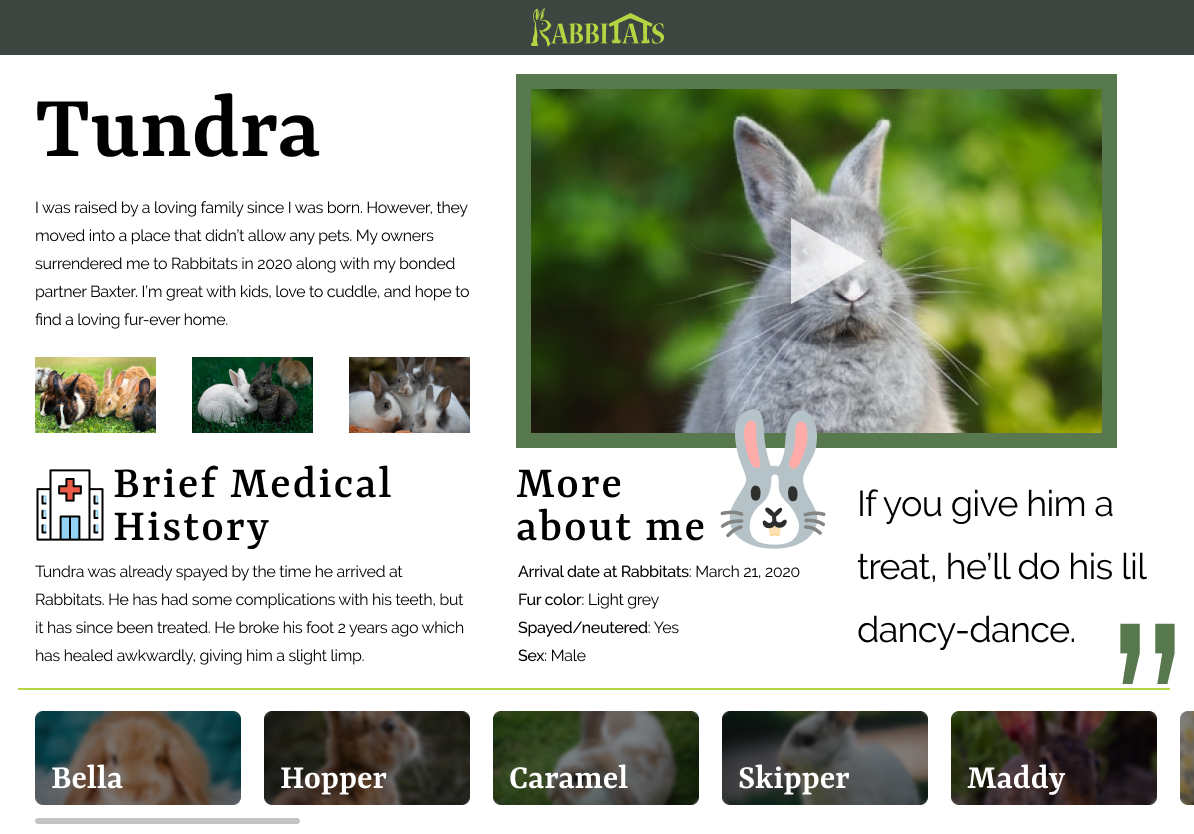 RABBITATS
Tundra
I was raised by a loving family since I was born. However, they
moved into a place that didn't allow any pets. My owners
surrendered me to Rabbitats in 2020 along with my bonded
partner Baxter. I'm great with kids, love to cuddle, and hope to
find a loving fur-ever home.
Brief Medical
History
Tundra was already spayed by the time he arrived at
Rabbitats. He has had some complications with his teeth, but
it has since been treated. He broke his foot 2 years ago which
has healed awkwardly, giving him a slight limp.
More
about me
Arrival date at Rabbitats: March 21, 2020
Fur color: Light grey
Spayed/neutered: Yes
Sex: Male
If you give him a
treat, he'll do his lil
dancy-dance.
”
Bella
Hopper
Caramel
Skipper
Maddy